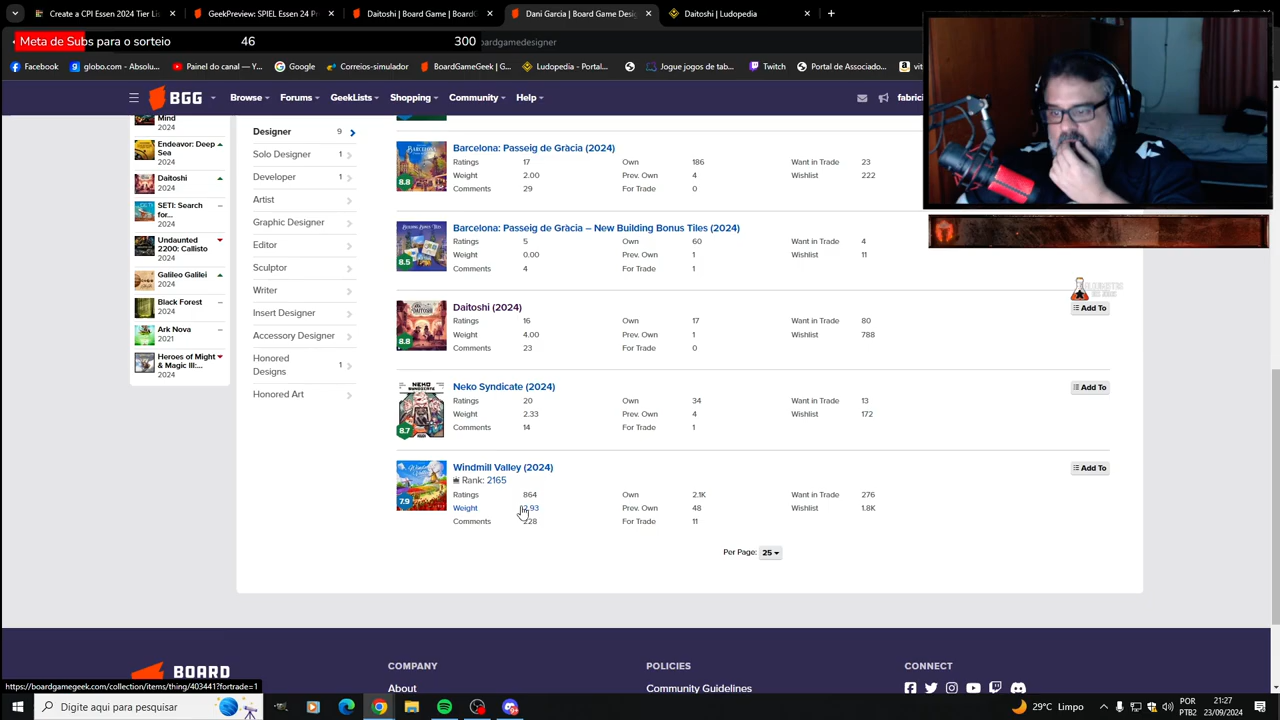 ssen 2024 Tier Li
GeekPreview: SPIEL Essen 24 P
Daitoshi | Board Game | BoardG
Dani Garcia | Board Game Desig
Daitoshi | Ludopedia
Meta de Subs para o sorteio 46 300
oardgamedesigner
Facebook
globo.com - Absolu...
Painel do canal — Y...
Google
Correios-simulador
BoardGameGeek | G...
Ludopedia - Portal...
Jogue jogos de tab...
Twitch
Portal de Associado...
vit
BGG
Browse
Forums
GeekLists
Shopping
Community
Help
fabric
Mind
2024
Endeavor: Deep
Sea
2024
Daitoshi
2024
SETI: Search
for...
2024
Undaunted
2200: Callisto
2024
Galileo Galilei
2024
Black Forest
2024
Ark Nova
2021
Heroes of Might
& Magic III:...
2024
Designer 9
Solo Designer 1
Developer 1
Artist
Graphic Designer
Editor
Sculptor
Writer
Insert Designer
Accessory Designer
Honored
Designs 1
Honored Art
Barcelona: Passeig de Gràcia (2024)
Ratings 17 Own 186 Want in Trade 23
Weight 2.00 Prev. Own 4 Wishlist 222
Comments 29 For Trade 0
8.8
Barcelona: Passeig de Gràcia – New Building Bonus Tiles (2024)
Ratings 5 Own 60 Want in Trade 4
Weight 0.00 Prev. Own 1 Wishlist 11
Comments 4 For Trade 1
8.5
Daitoshi (2024)
Add To
Ratings 16 Own 17 Want in Trade 80
Weight 4.00 Prev. Own 1 Wishlist 788
Comments 23 For Trade 0
8.8
Neko Syndicate (2024)
Add To
Ratings 20 Own 34 Want in Trade 13
Weight 2.33 Prev. Own 4 Wishlist 172
Comments 14 For Trade 1
8.7
Windmill Valley (2024)
Add To
Rank: 2165
Ratings 864 Own 2.1K Want in Trade 276
Weight 2.93 Prev. Own 48 Wishlist 1.8K
Comments 228 For Trade 11
7.9
Per Page: 25
BOARD
COMPANY
About
POLICIES
Community Guidelines
CONNECT
https://boardgamegeek.com/collection/items/thing/403441?fortrade=1
Digite aqui para pesquisar
29°C Limpo
POR
PTB2
21:27
23/09/2024